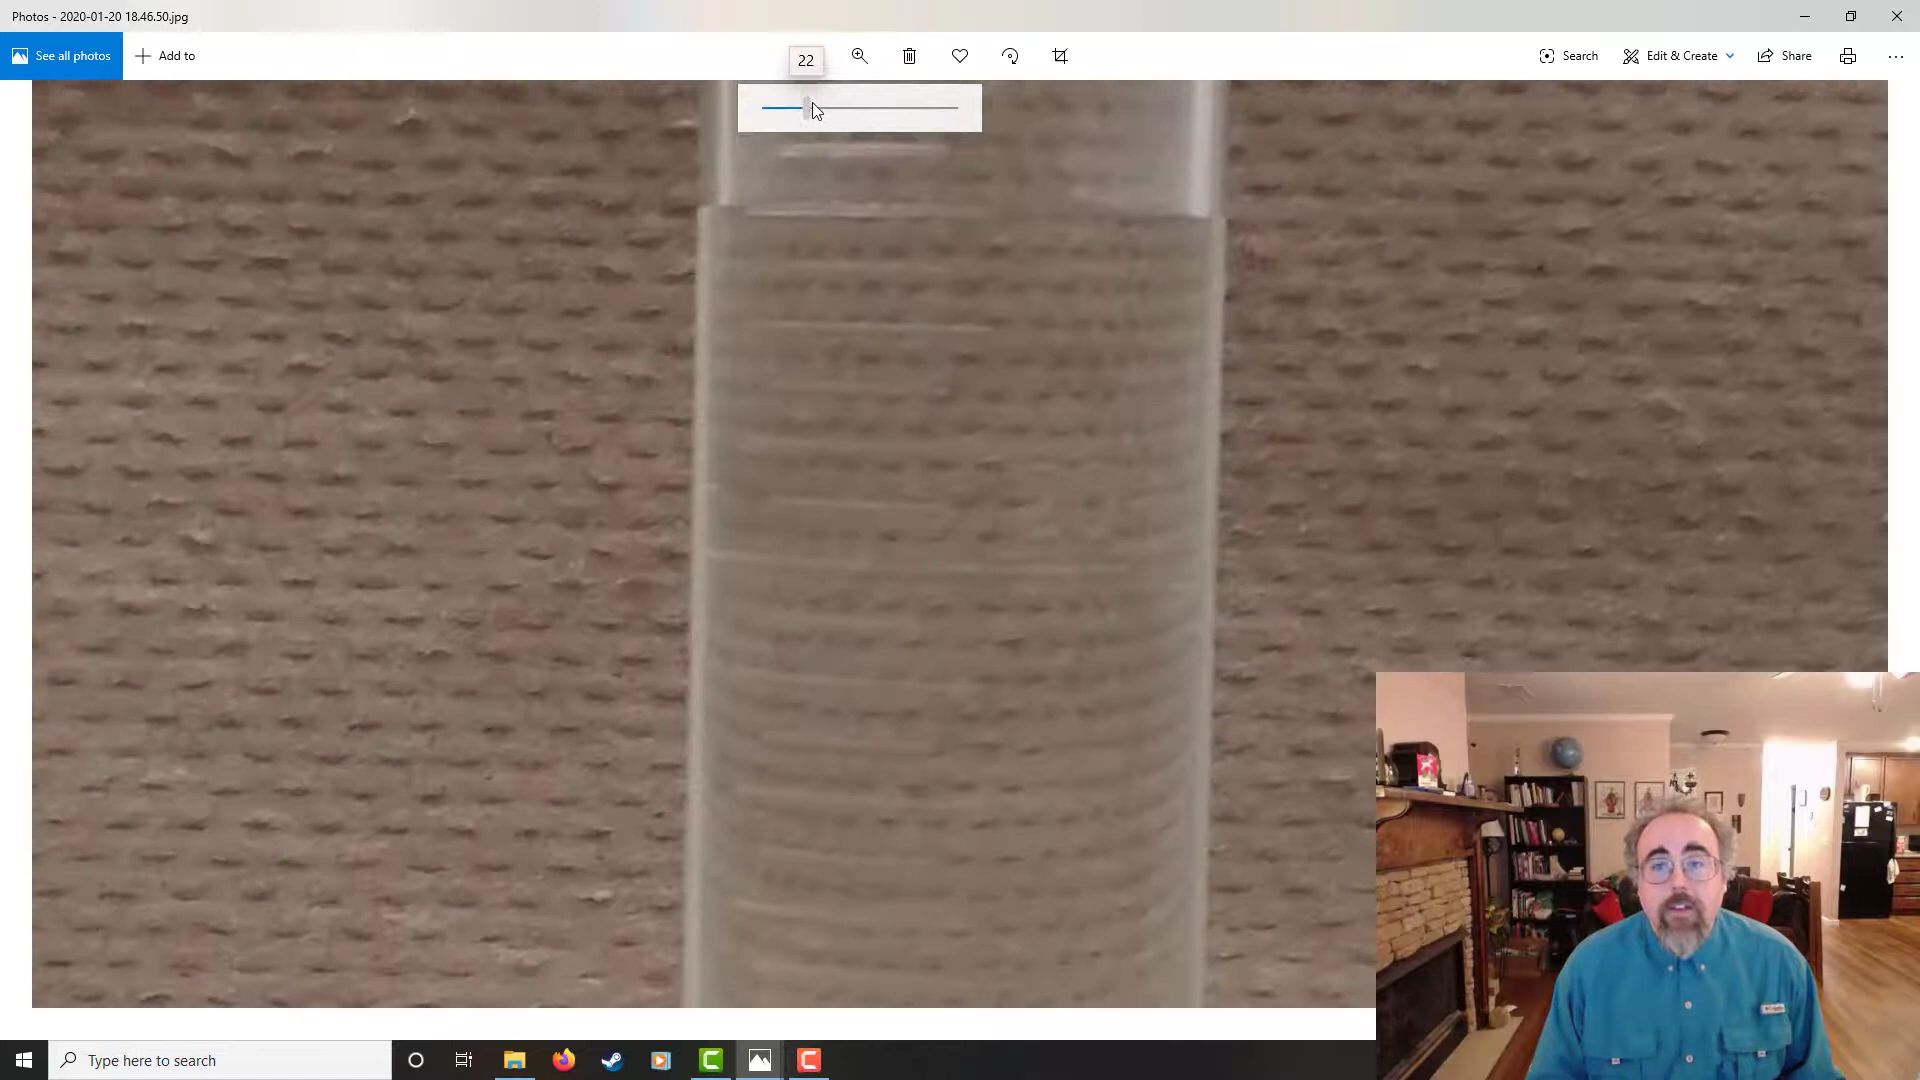 Photos - 2020-01-20 18.46.50.jpg
See all photos
Add to
22
Search
Edit & Create
Share
Type here to search